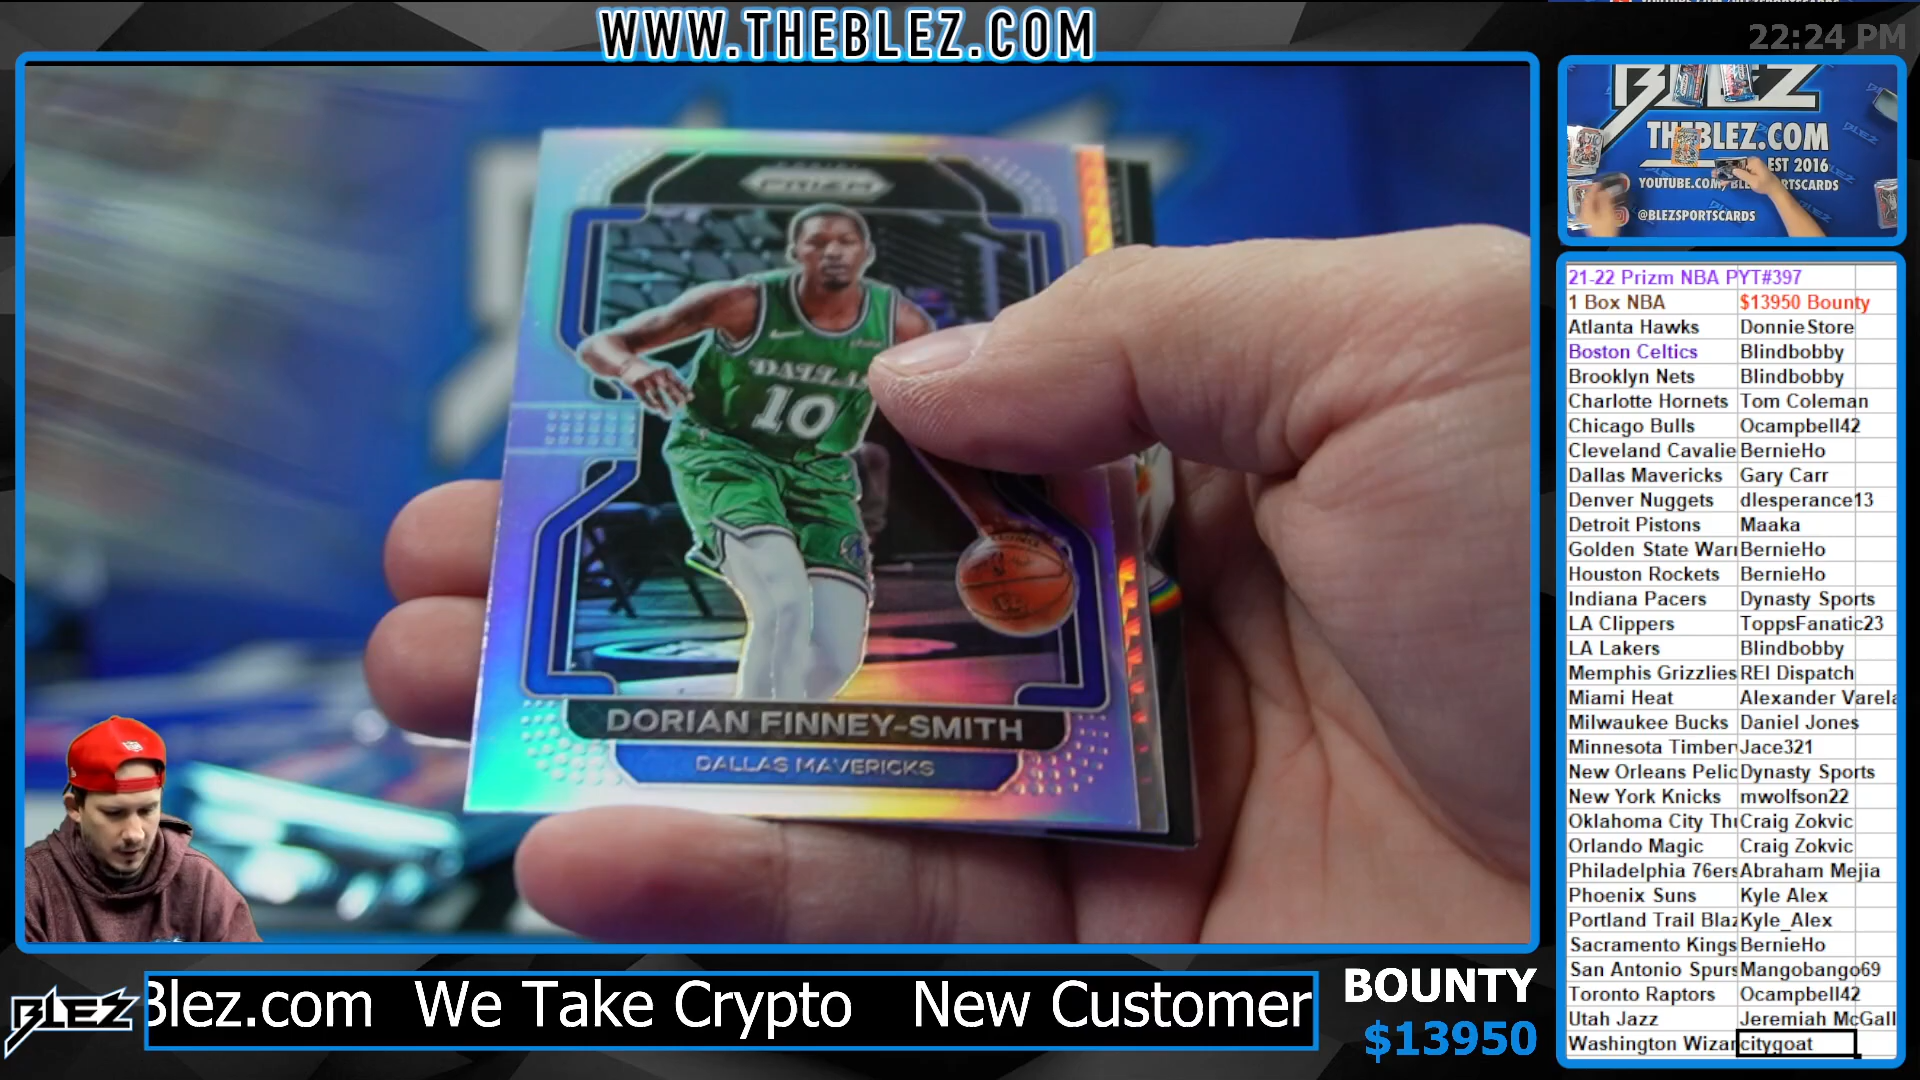 WWW.THEBLEZ.COM
22:24 PM
PRIZM
DALLAS
10
DORIAN FINNEY-SMITH
DALLAS MAVERICKS
BLEZ
THEBLEZ.COM
EST 2016
@BLEZSPORTSCARDS
21-22 Prizm NBA PYT#397
1 Box NBA $13950 Bounty
Atlanta Hawks DonnieStore
Boston Celtics Blindbobby
Brooklyn Nets Blindbobby
Charlotte Hornets Tom Coleman
Chicago Bulls Ocampbell42
Cleveland Cavalie BernieHo
Dallas Mavericks Gary Carr
Denver Nuggets dlesperance13
Detroit Pistons Maaka
Golden State Warr BernieHo
Houston Rockets BernieHo
Indiana Pacers Dynasty Sports
LA Clippers ToppsFanatic23
LA Lakers Blindbobby
Memphis Grizzlies REI Dispatch
Miami Heat Alexander Varela
Milwaukee Bucks Daniel Jones
Minnesota Timber Jace321
New Orleans Pelic Dynasty Sports
New York Knicks mwolfson22
Oklahoma City Thu Craig Zokvic
Orlando Magic Craig Zokvic
Philadelphia 76ers Abraham Mejia
Phoenix Suns Kyle Alex
Portland Trail Blaz Kyle_Alex
Sacramento Kings BernieHo
San Antonio Spurs Mangobango69
Toronto Raptors Ocampbell42
Utah Jazz Jeremiah McGall
Washington Wizar citygoat
BLEZ
Blez.com We Take Crypto New Customer
BOUNTY
$13950